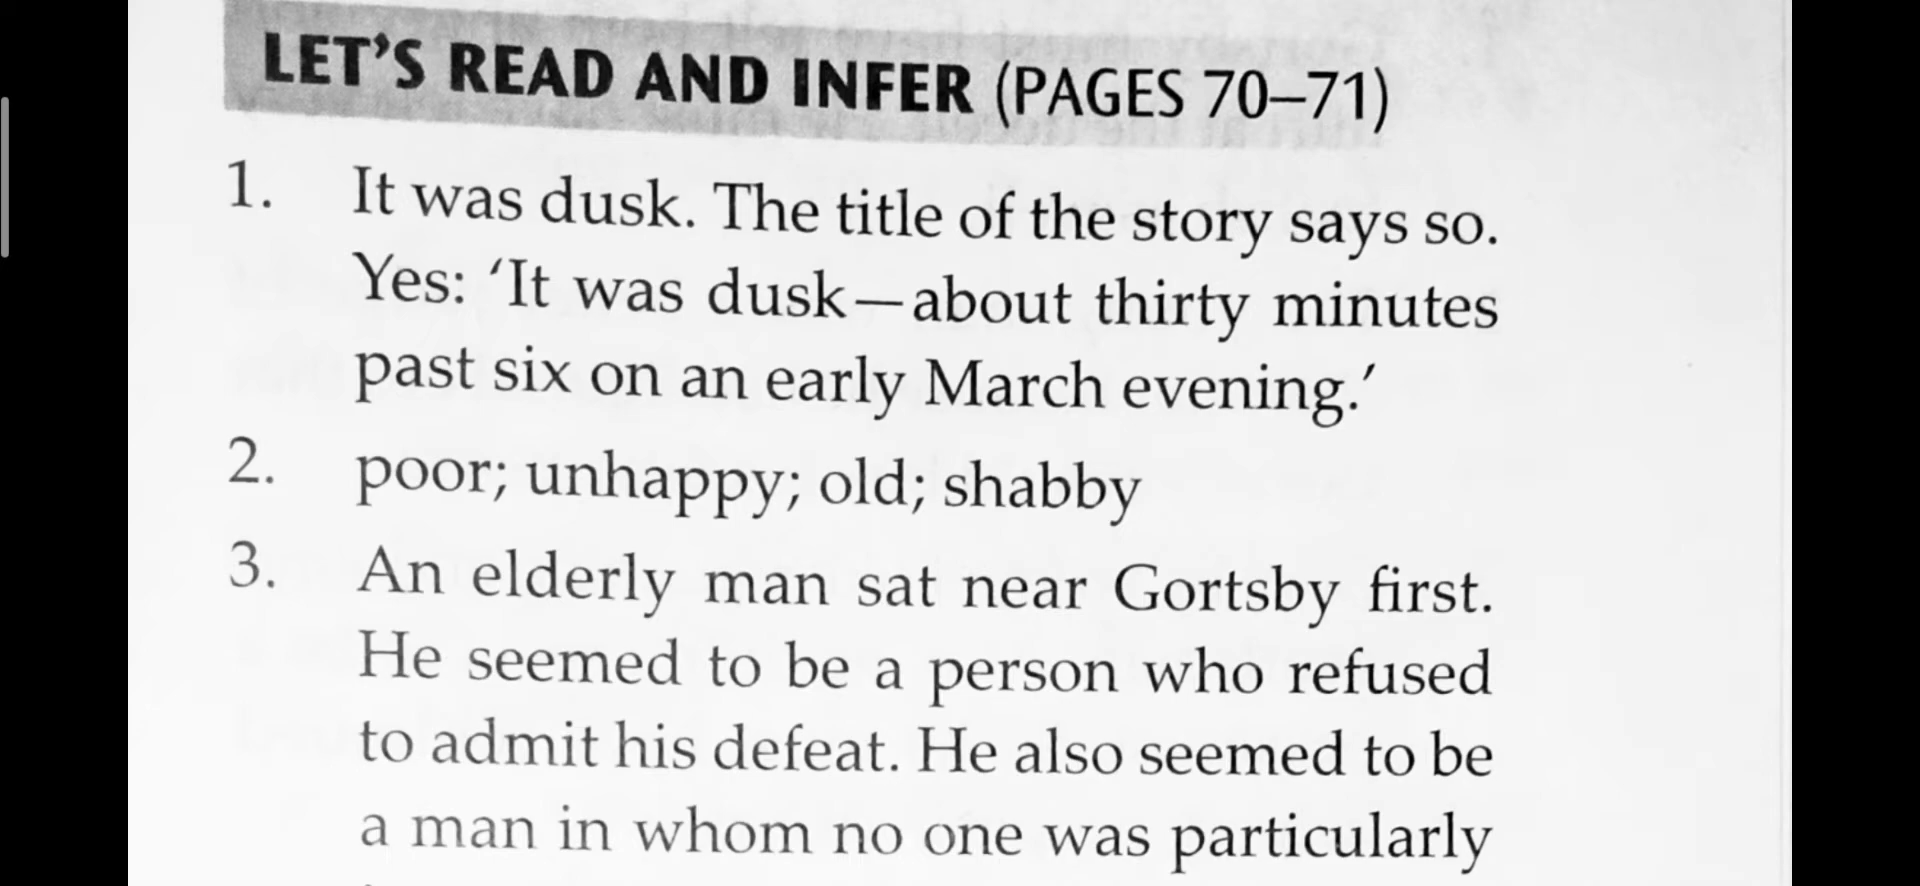 LET'S READ AND INFER (PAGES 70–71)
1. It was dusk. The title of the story says so.
Yes: 'It was dusk—about thirty minutes
past six on an early March evening.'
2. poor; unhappy; old; shabby
3. An elderly man sat near Gortsby first.
He seemed to be a person who refused
to admit his defeat. He also seemed to be
a man in whom no one was particularly